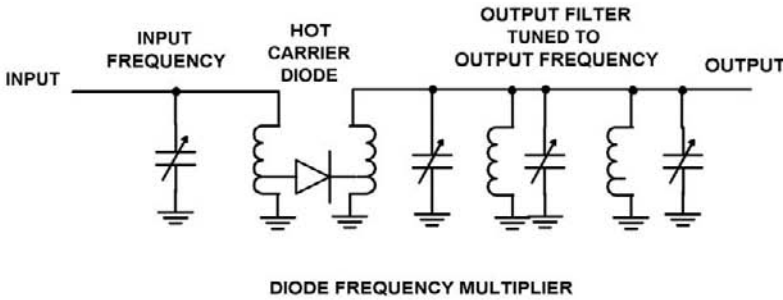 INPUT
INPUT
FREQUENCY
HOT
CARRIER
DIODE
OUTPUT FILTER
TUNED TO
OUTPUT FREQUENCY
OUTPUT
DIODE FREQUENCY MULTIPLIER